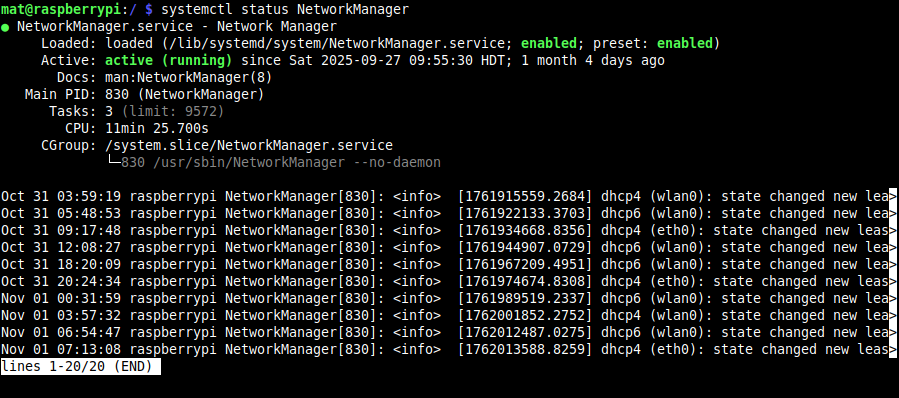 mat@raspberrypi:/ $ systemctl status NetworkManager
● NetworkManager.service - Network Manager
     Loaded: loaded (/lib/systemd/system/NetworkManager.service; enabled; preset: enabled)
     Active: active (running) since Sat 2025-09-27 09:55:30 HDT; 1 month 4 days ago
       Docs: man:NetworkManager(8)
   Main PID: 830 (NetworkManager)
      Tasks: 3 (limit: 9572)
        CPU: 11min 25.700s
     CGroup: /system.slice/NetworkManager.service
             └─830 /usr/sbin/NetworkManager --no-daemon
Oct 31 03:59:19 raspberrypi NetworkManager[830]: <info>  [1761915559.2684] dhcp4 (wlan0): state changed new lea>
Oct 31 05:48:53 raspberrypi NetworkManager[830]: <info>  [1761922133.3703] dhcp6 (wlan0): state changed new lea>
Oct 31 09:17:48 raspberrypi NetworkManager[830]: <info>  [1761934668.8356] dhcp4 (eth0): state changed new leas>
Oct 31 12:08:27 raspberrypi NetworkManager[830]: <info>  [1761944907.0729] dhcp6 (wlan0): state changed new lea>
Oct 31 18:20:09 raspberrypi NetworkManager[830]: <info>  [1761967209.4951] dhcp6 (wlan0): state changed new lea>
Oct 31 20:24:34 raspberrypi NetworkManager[830]: <info>  [1761974674.8308] dhcp4 (eth0): state changed new leas>
Nov 01 00:31:59 raspberrypi NetworkManager[830]: <info>  [1761989519.2337] dhcp6 (wlan0): state changed new lea>
Nov 01 03:57:32 raspberrypi NetworkManager[830]: <info>  [1762001852.2752] dhcp4 (wlan0): state changed new lea>
Nov 01 06:54:47 raspberrypi NetworkManager[830]: <info>  [1762012487.0275] dhcp6 (wlan0): state changed new lea>
Nov 01 07:13:08 raspberrypi NetworkManager[830]: <info>  [1762013588.8259] dhcp4 (eth0): state changed new leas>
lines 1-20/20 (END)